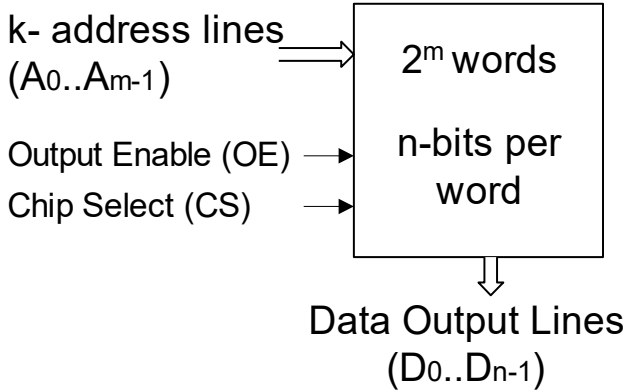 k- address lines
(A0..Am-1)
2^m words
Output Enable (OE)
n-bits per
word
Chip Select (CS)
Data Output Lines
(D0..Dn-1)